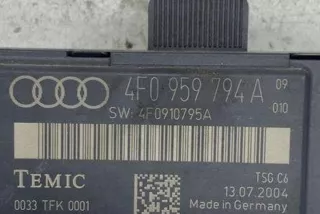 4F0 959 794 A 09
010
SW: 4F0910795A
TEMIC TSG C6
13.07.2004
0033 TFK 0001 Made in Germany